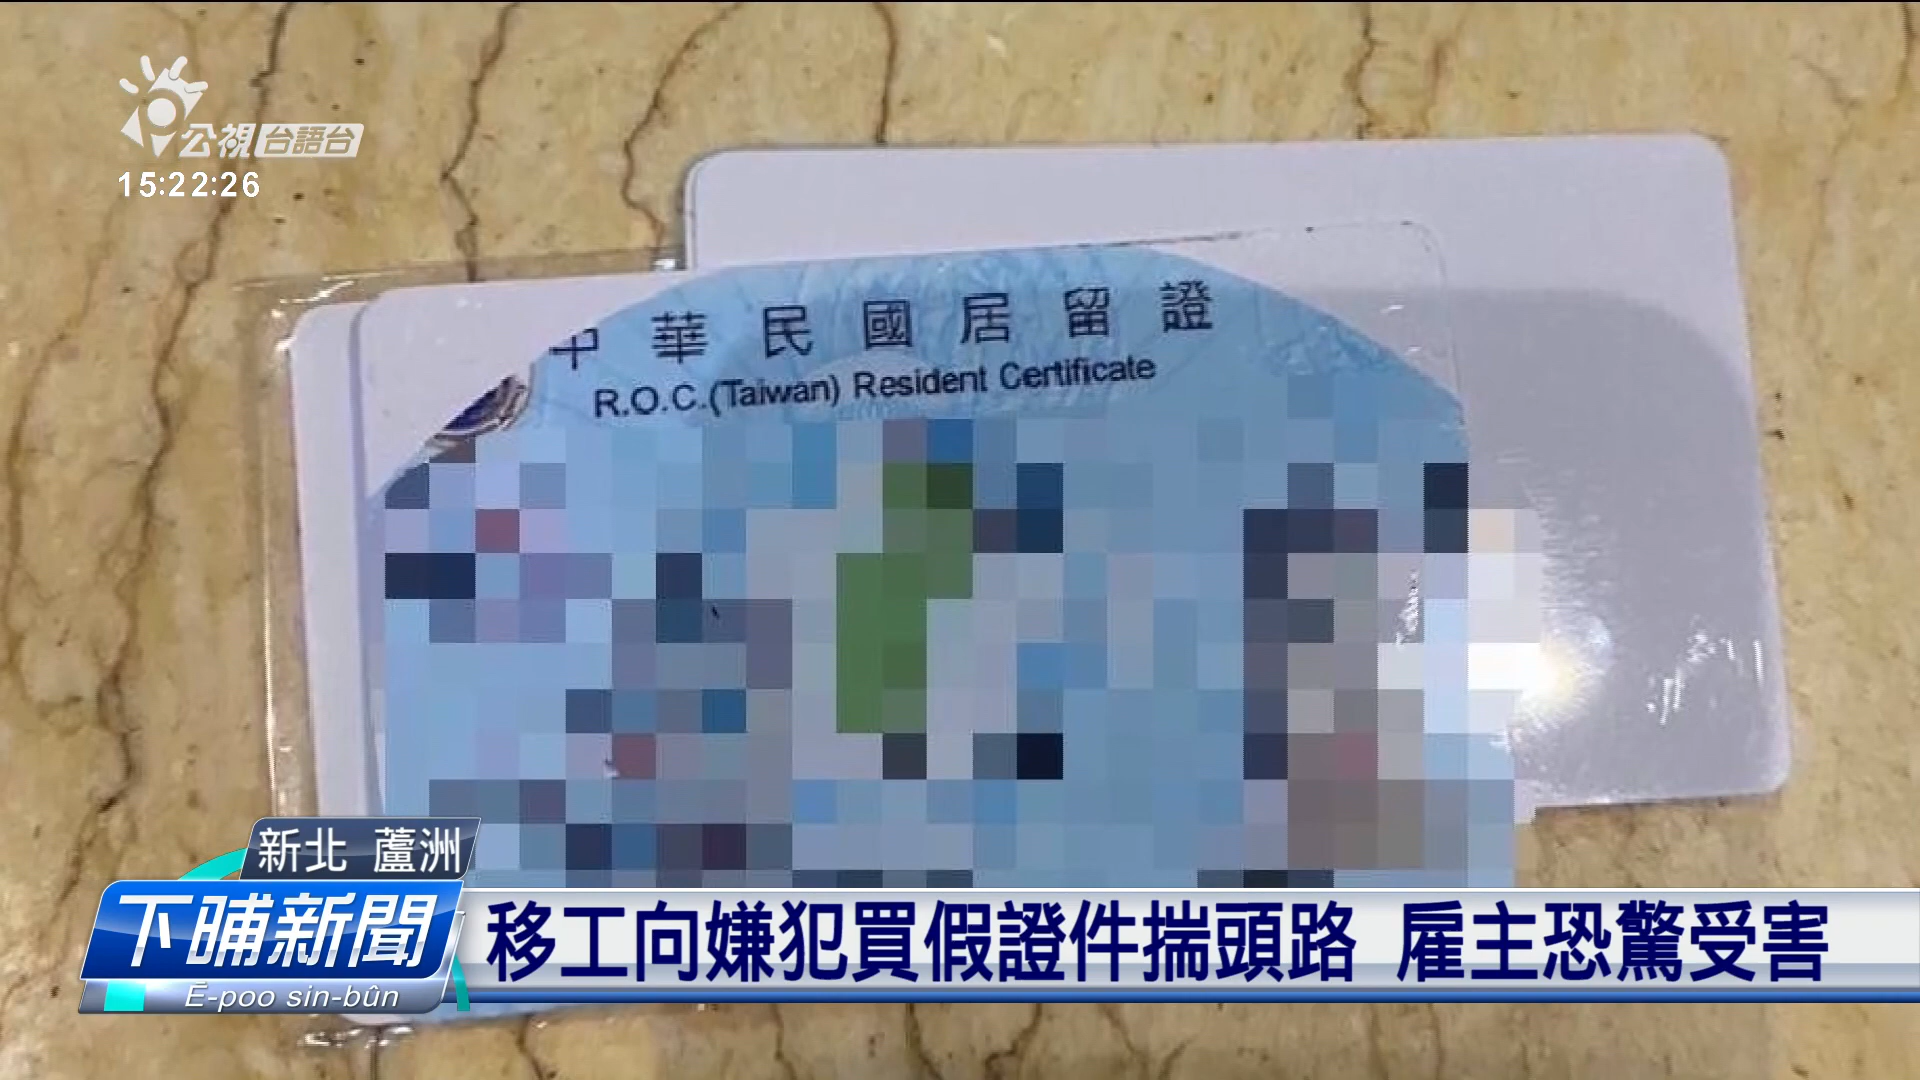 公視台語台
15:22:26
中華民國居留證
R.O.C.(Taiwan) Resident Certificate
新北 蘆洲
下晡新聞
Ē-poo sin-bûn
移工向嫌犯買假證件揣頭路 雇主恐驚受害